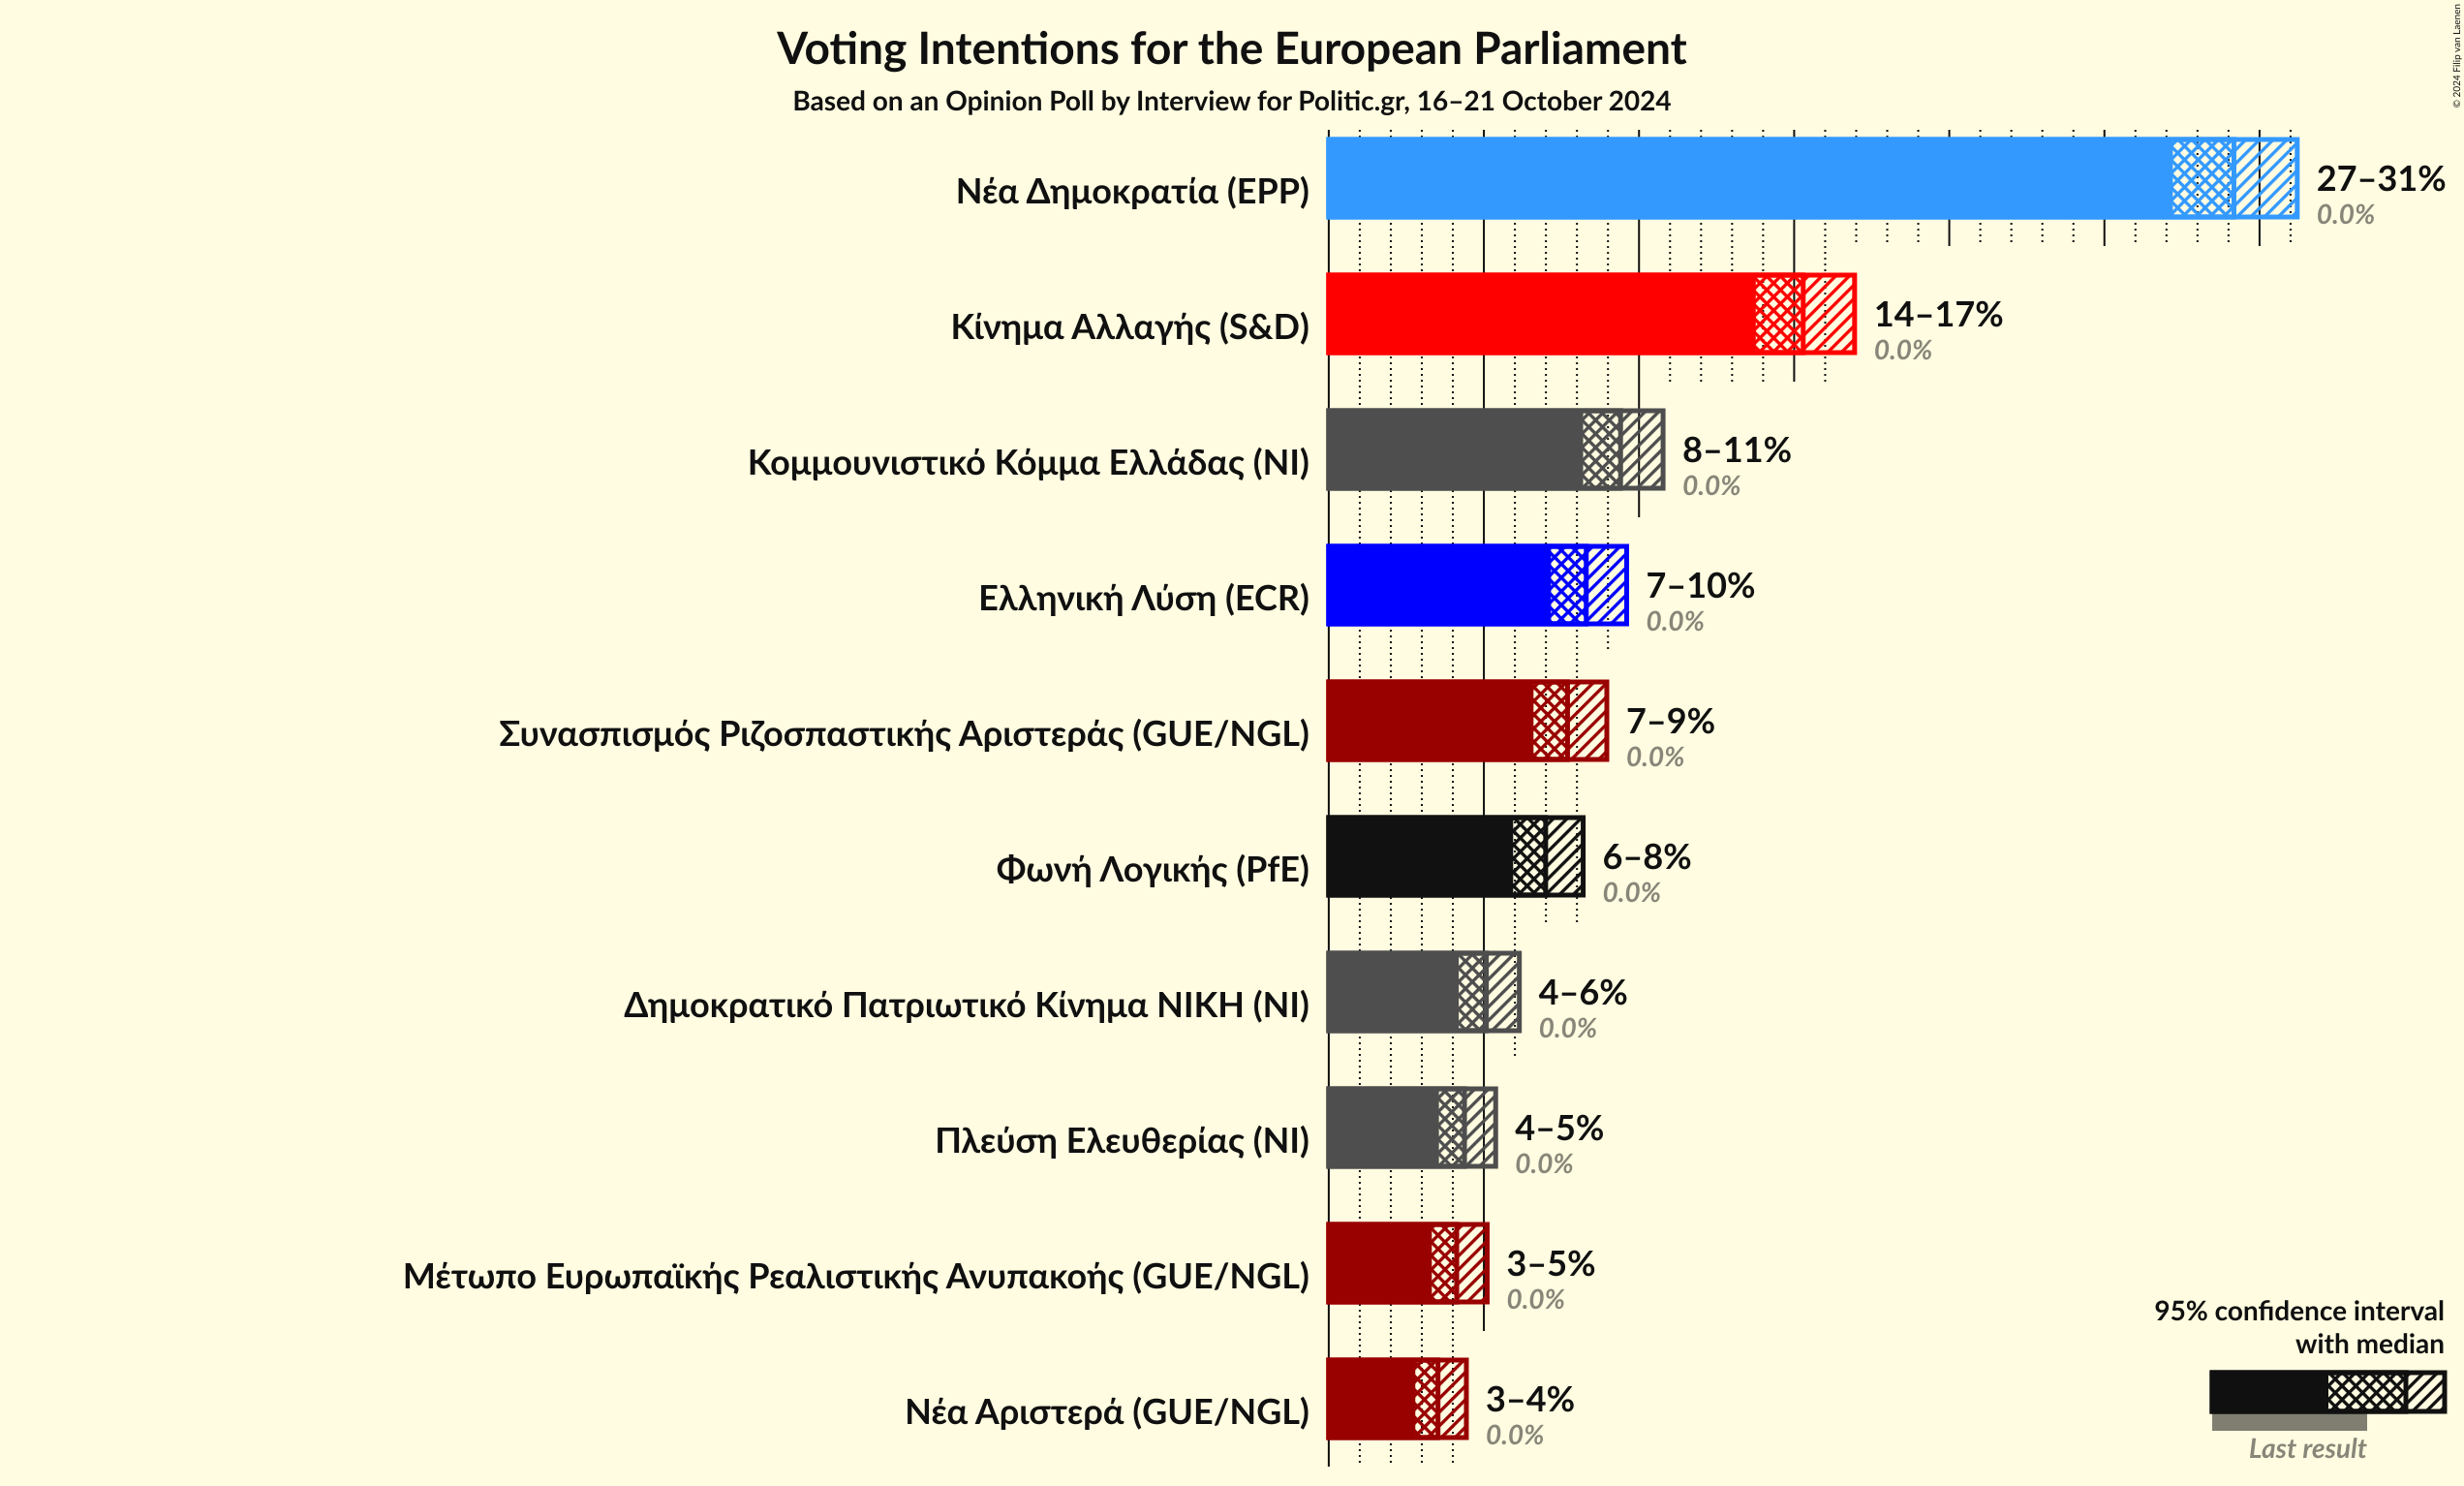 Voting Intentions for the European Parliament
Based on an Opinion Poll by Interview for Politic.gr, 16–21 October 2024
© 2024 Filip van Laenen
Νέα Δημοκρατία (EPP)
27–31%
0.0%
Κίνημα Αλλαγής (S&D)
14–17%
0.0%
Κομμουνιστικό Κόμμα Ελλάδας (NI)
8–11%
0.0%
Ελληνική Λύση (ECR)
7–10%
0.0%
Συνασπισμός Ριζοσπαστικής Αριστεράς (GUE/NGL)
7–9%
0.0%
Φωνή Λογικής (PfE)
6–8%
0.0%
Δημοκρατικό Πατριωτικό Κίνημα ΝΙΚΗ (NI)
4–6%
0.0%
Πλεύση Ελευθερίας (NI)
4–5%
0.0%
Μέτωπο Ευρωπαϊκής Ρεαλιστικής Ανυπακοής (GUE/NGL)
3–5%
0.0%
Νέα Αριστερά (GUE/NGL)
3–4%
0.0%
95% confidence interval
with median
Last result